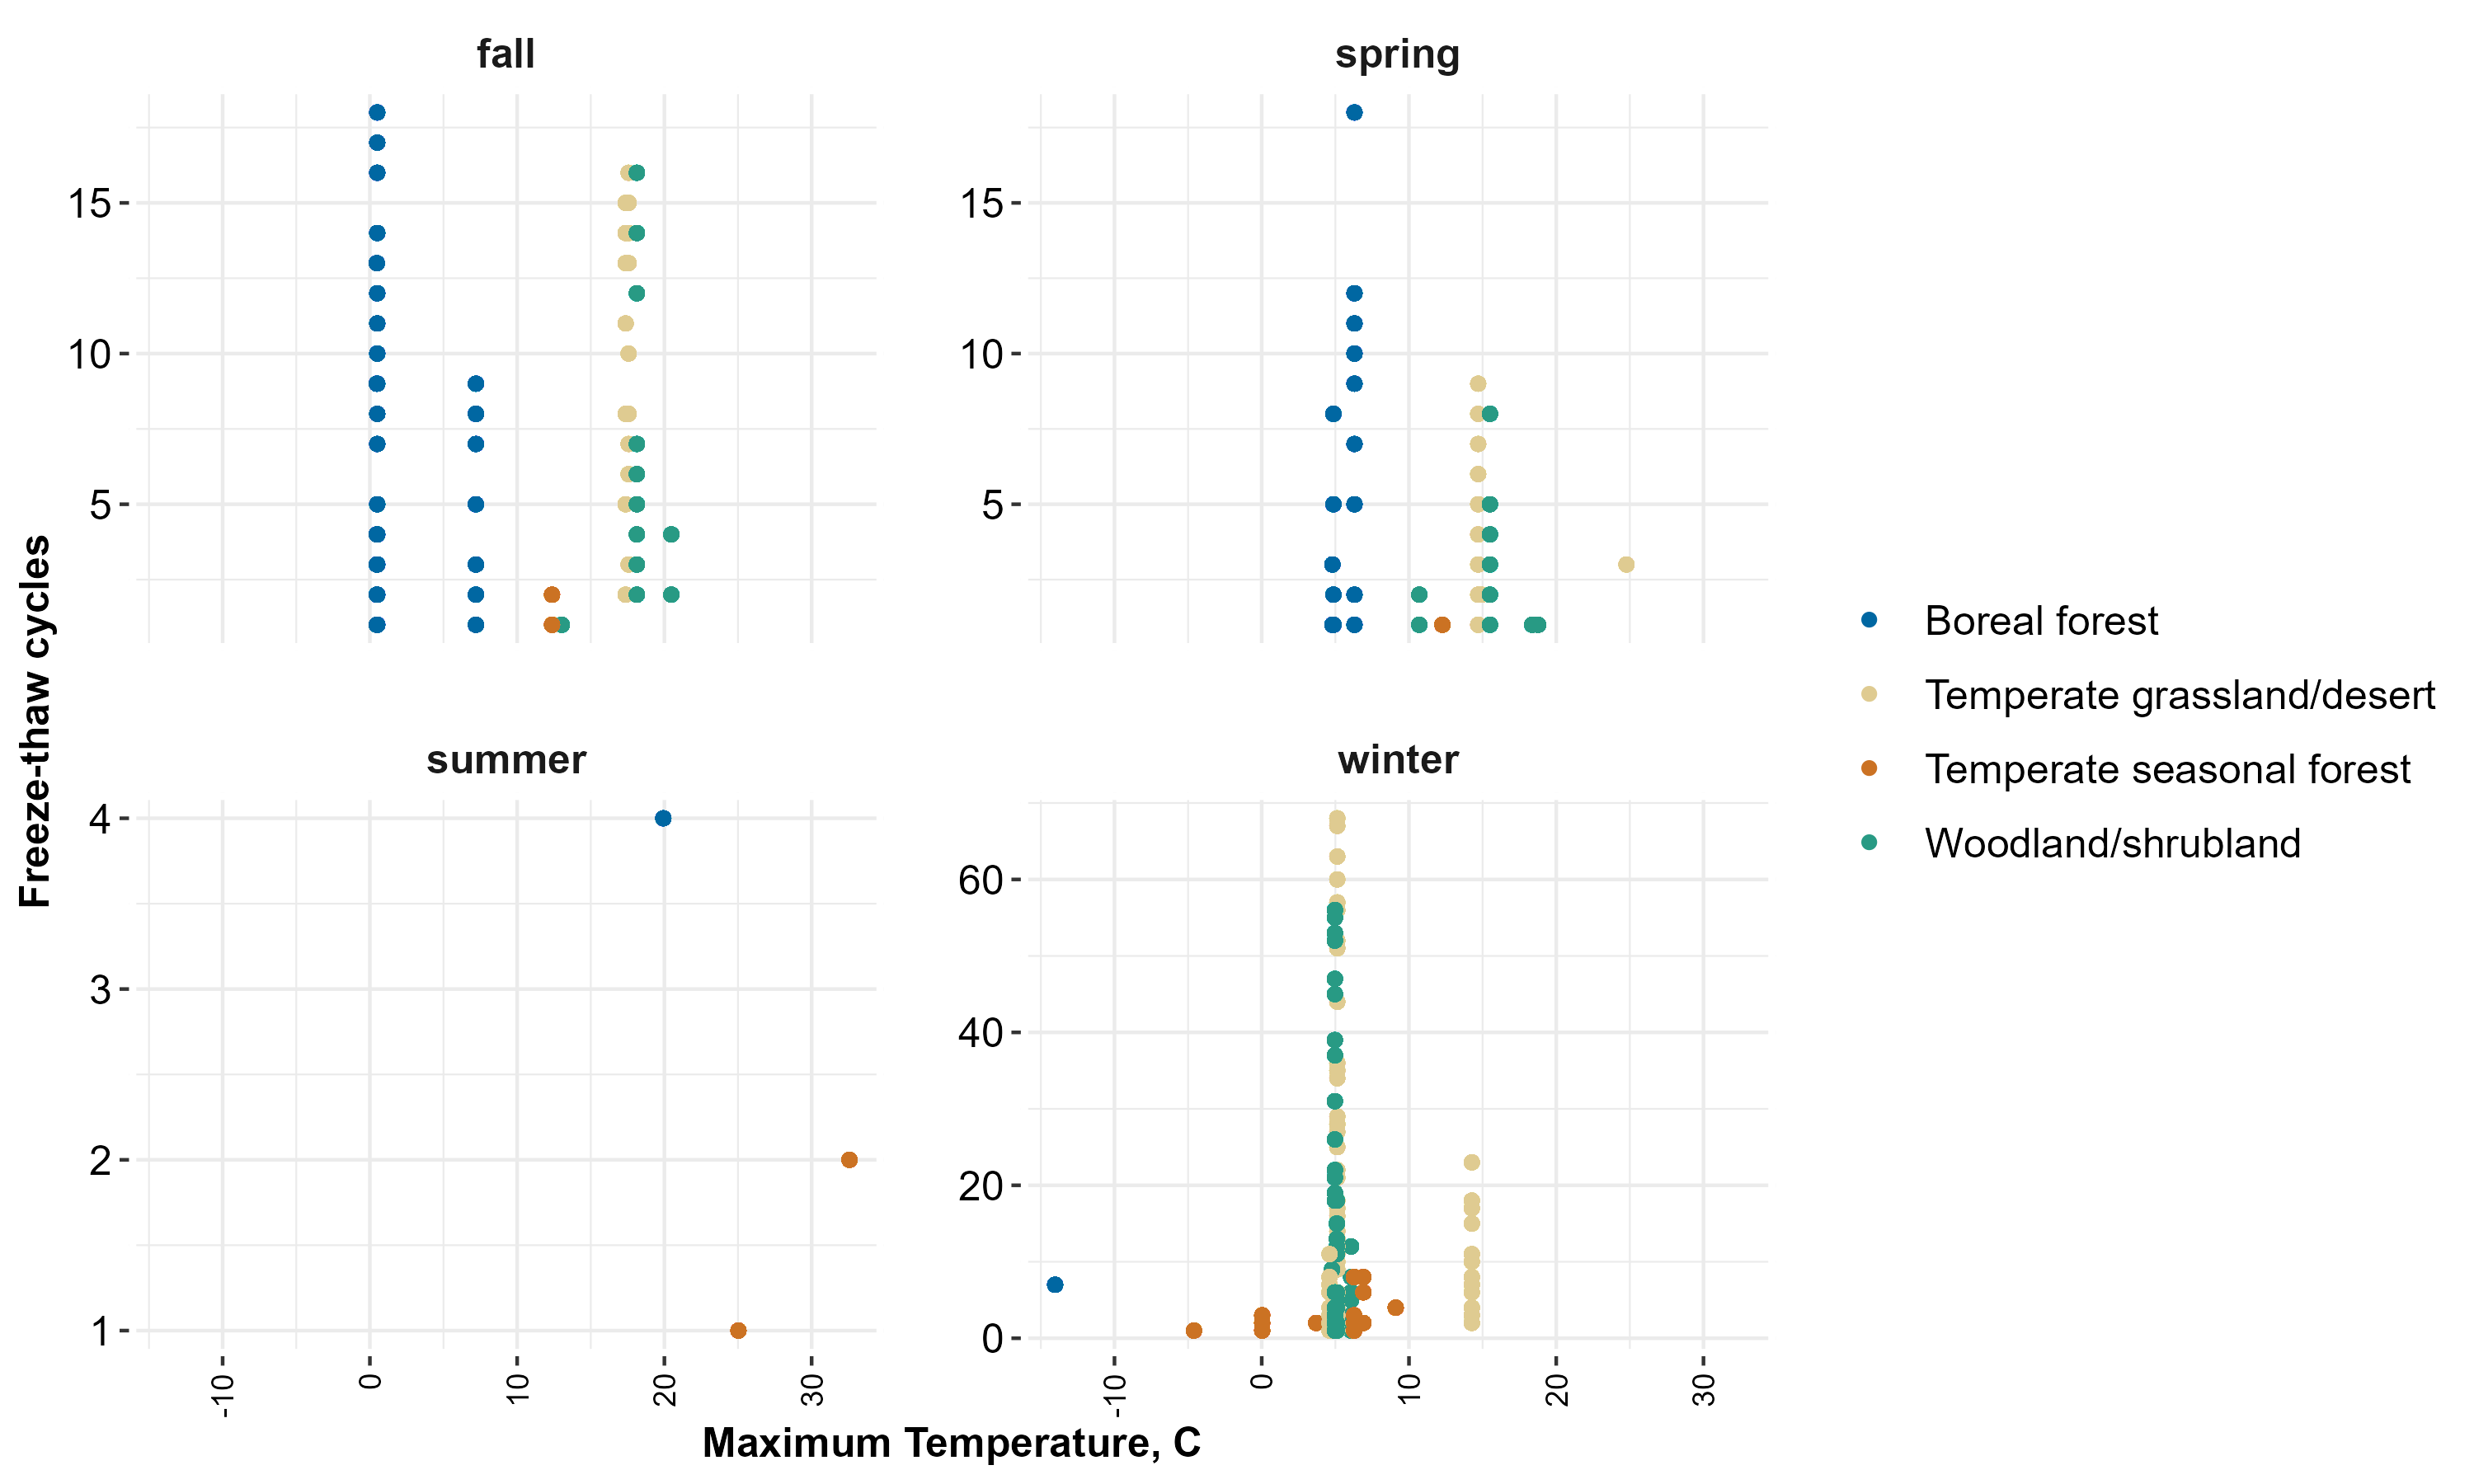 fall
spring
15
10
5
15
10
5
summer
winter
4
3
2
1
60
40
20
0
-10
0
10
20
30
-10
0
10
20
30
Maximum Temperature, C
Freeze-thaw cycles
Boreal forest
Temperate grassland/desert
Temperate seasonal forest
Woodland/shrubland